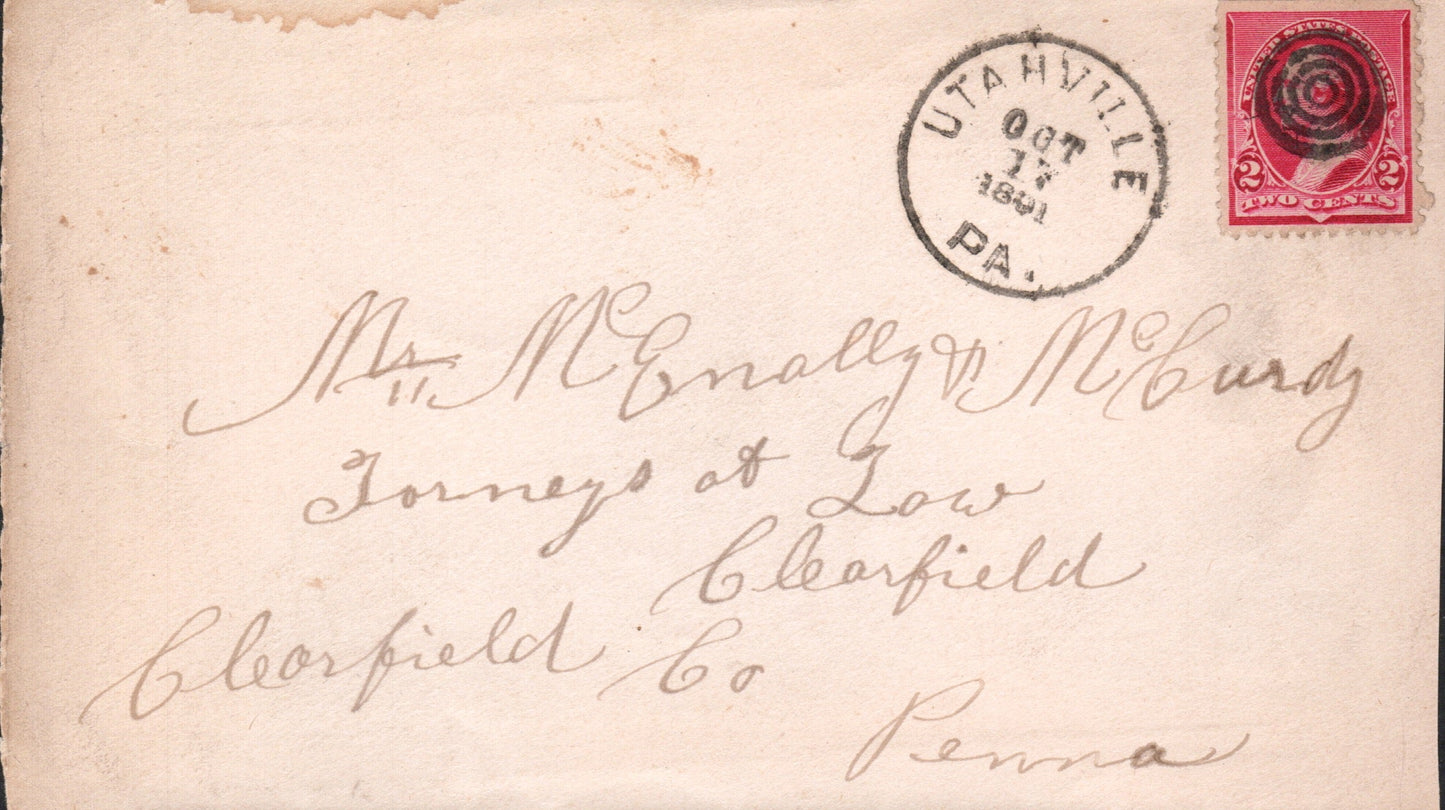 UNITED STATES POSTAGE
2 2
TWO CENTS
UTAHVILLE
OCT
17
1891
PA.
Mr. McEnally & McCurdy
Torneys at Law
Clearfield
Clearfield Co
Penna